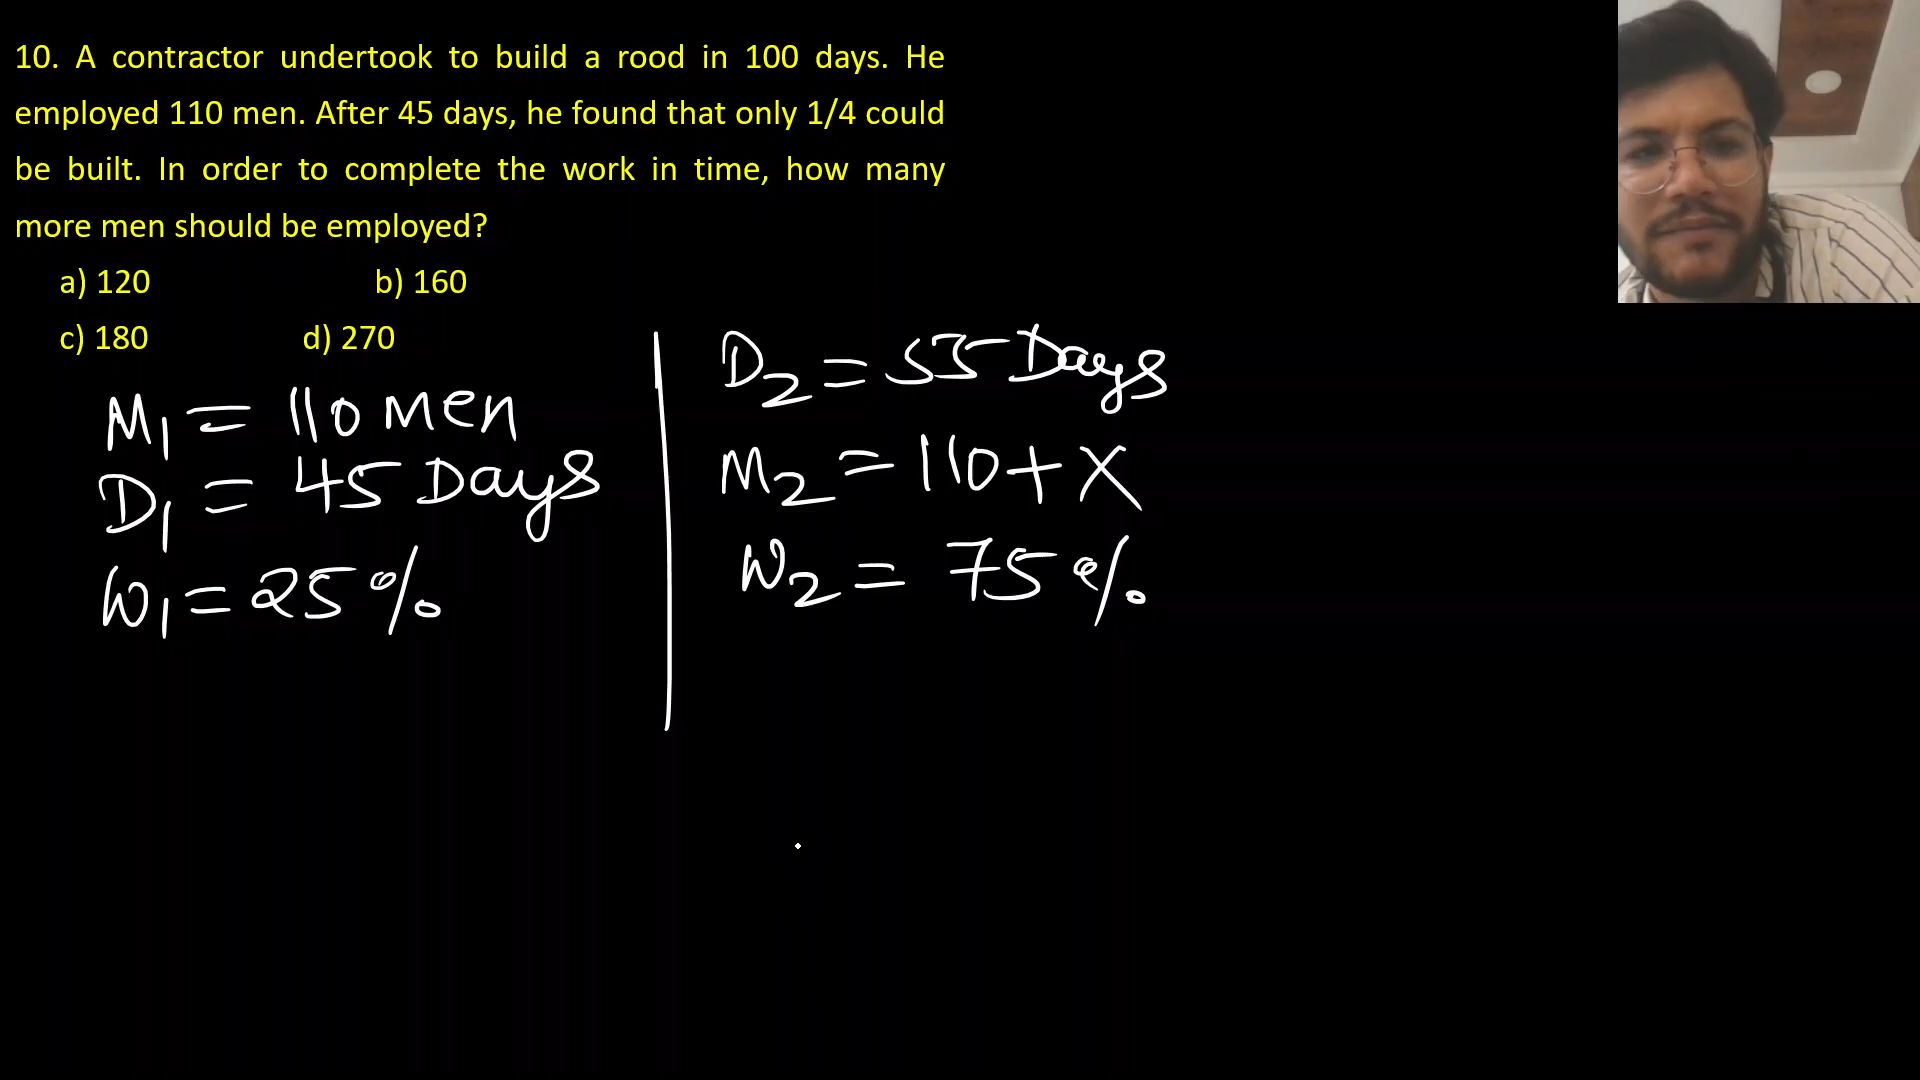 10. A contractor undertook to build a rood in 100 days. He
employed 110 men. After 45 days, he found that only 1/4 could
be built. In order to complete the work in time, how many
more men should be employed?
a) 120 b) 160
c) 180 d) 270
M1 = 110 men
D1 = 45 Days
W1 = 25%
D2 = 55 Days
M2 = 110 + X
W2 = 75%